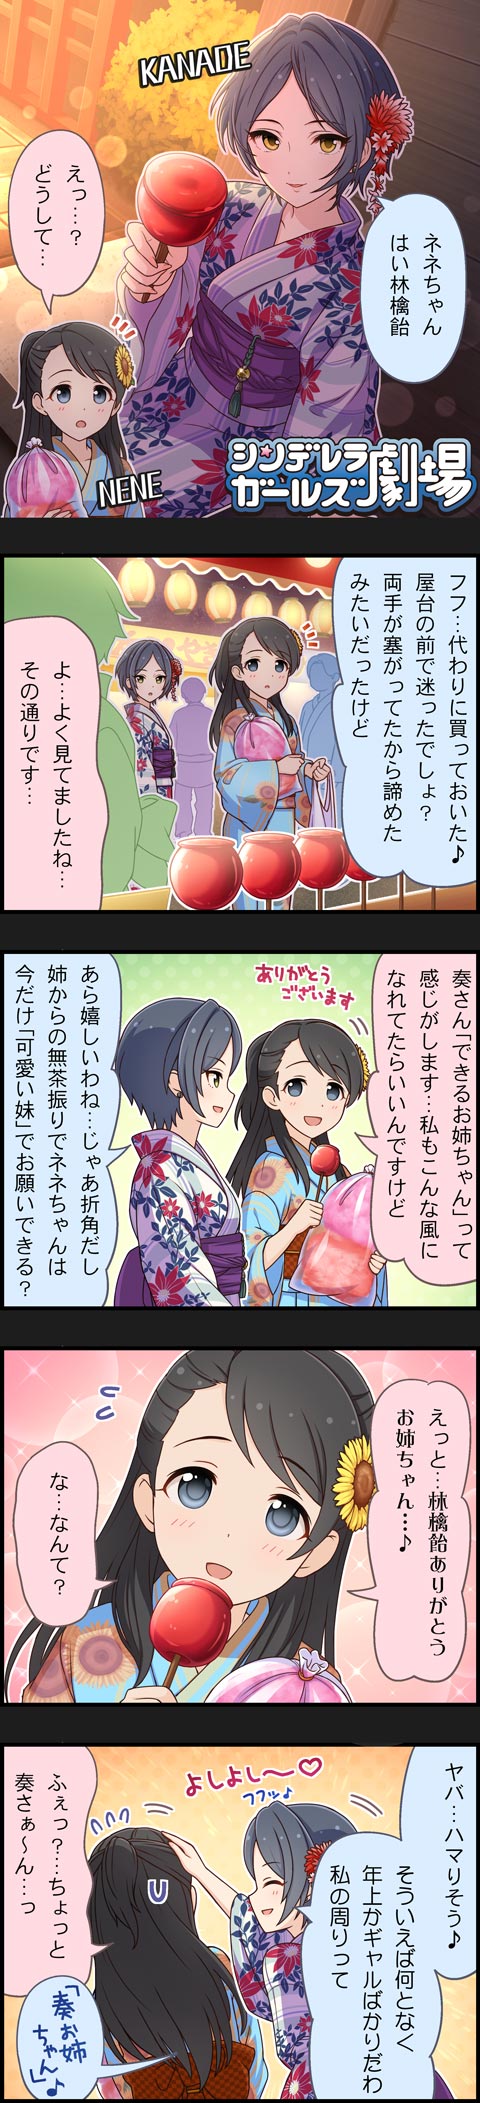 KANADE
ネネちゃん
はい林檎飴
えっ…?
どうして…
NENE
シンデレラ
ガールズ劇場
フフ…代わりに買っておいた♪
屋台の前で迷ったでしょ?
両手が塞がってたから諦めた
みたいだったけど
よ…よく見てましたね…
その通りです…
奏さん「できるお姉ちゃん」って
感じがします…私もこんな風に
なれてたらいいんですけど
ありがとう
ございます
あら嬉しいわね…じゃあ折角だし
姉からの無茶振りでネネちゃんは
今だけ「可愛い妹」でお願いできる?
えっと…林檎飴ありがとう
お姉ちゃん…♪
な…なんて?
ヤバ…ハマりそう♪
そういえば何となく
年上かギャルばかりだわ
私の周りって
よしよし～♡
フフッ♪
ふぇっ?…ちょっと
奏さぁ～ん…っ
「奏お姉
ちゃん」♪